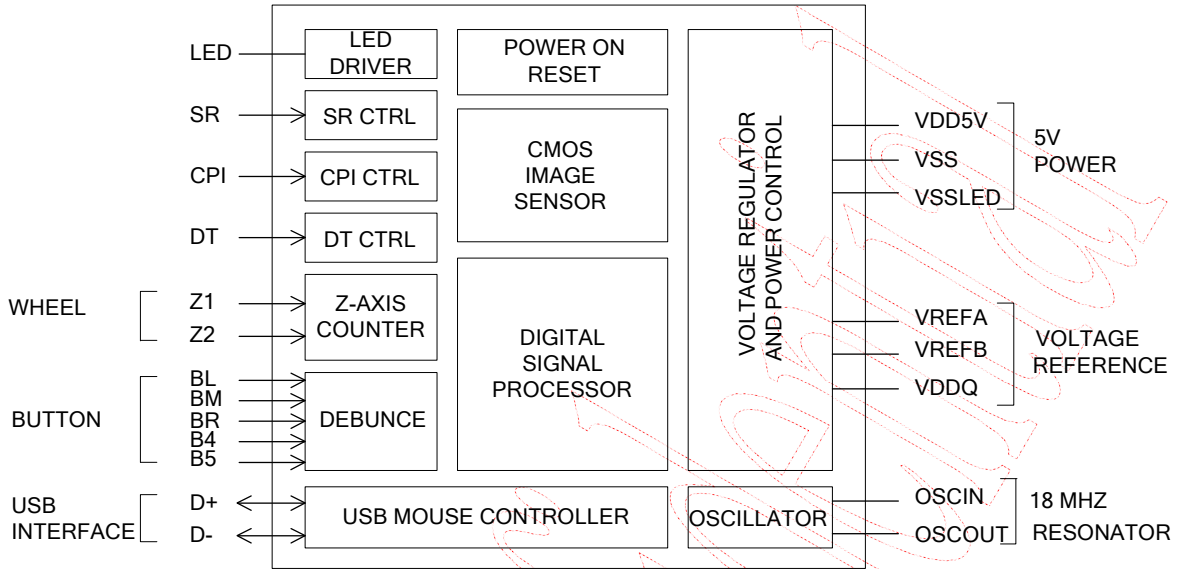 LED
SR
CPI
DT
WHEEL
Z1
Z2
BUTTON
BL
BM
BR
B4
B5
USB
INTERFACE
D+
D-
LED
DRIVER
SR CTRL
CPI CTRL
DT CTRL
Z-AXIS
COUNTER
DEBUNCE
USB MOUSE CONTROLLER
POWER ON
RESET
CMOS
IMAGE
SENSOR
DIGITAL
SIGNAL
PROCESSOR
VOLTAGE REGULATOR
AND POWER CONTROL
OSCILLATOR
VDD5V
VSS
VSSLED
5V
POWER
VREFA
VREFB
VDDQ
VOLTAGE
REFERENCE
OSCIN
OSCOUT
18 MHZ
RESONATOR